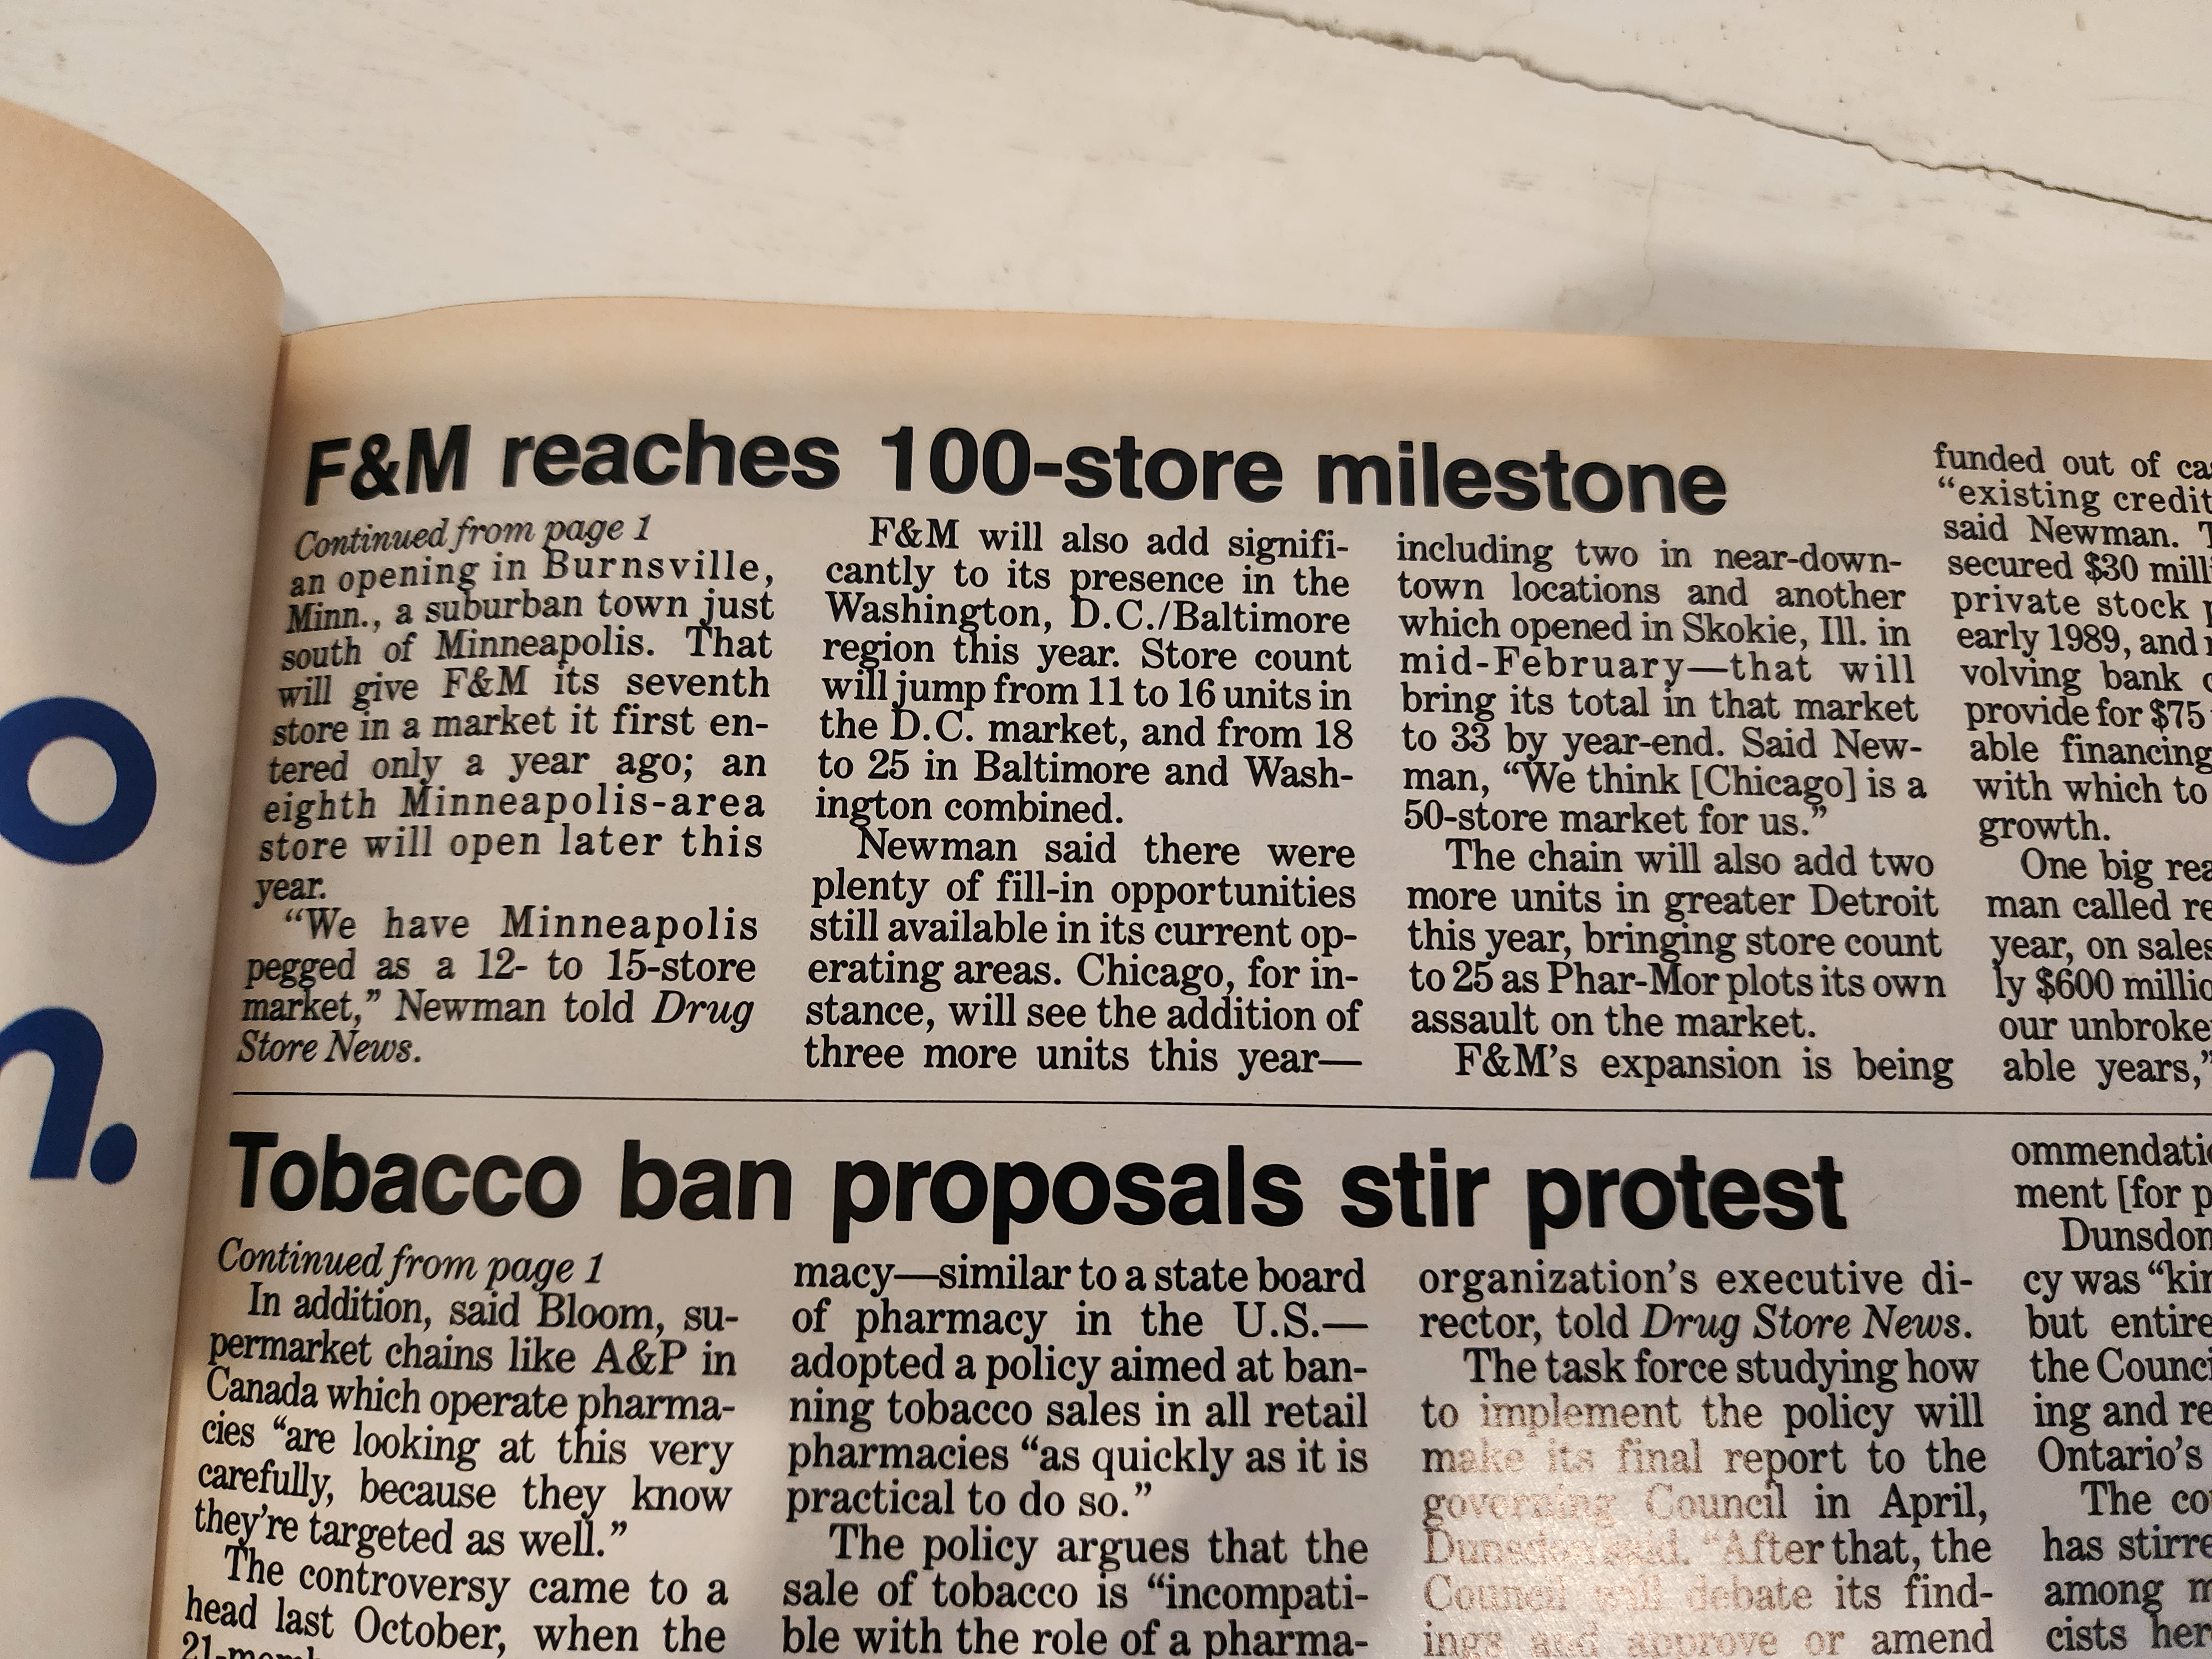 o
n.
F&M reaches 100-store milestone
Continued from page 1
an opening in Burnsville,
Minn., a suburban town just
south of Minneapolis. That
will give F&M its seventh
store in a market it first en-
tered only a year ago; an
eighth Minneapolis-area
store will open later this
year.
“We have Minneapolis
pegged as a 12- to 15-store
market,” Newman told Drug
Store News.
F&M will also add signifi-
cantly to its presence in the
Washington, D.C./Baltimore
region this year. Store count
will jump from 11 to 16 units in
the D.C. market, and from 18
to 25 in Baltimore and Wash-
ington combined.
Newman said there were
plenty of fill-in opportunities
still available in its current op-
erating areas. Chicago, for in-
stance, will see the addition of
three more units this year—
including two in near-down-
town locations and another
which opened in Skokie, Ill. in
mid-February—that will
bring its total in that market
to 33 by year-end. Said New-
man, “We think [Chicago] is a
50-store market for us.”
The chain will also add two
more units in greater Detroit
this year, bringing store count
to 25 as Phar-Mor plots its own
assault on the market.
F&M’s expansion is being
funded out of
“existing credit
said Newman.
secured $30
private stock
early 1989, and
volving bank
provide for $75
able financing
with which to
growth.
One big
man called
year, on sales
ly $600
our
able years,”
Tobacco ban proposals stir protest
Continued from page 1
In addition, said Bloom, su-
permarket chains like A&P in
Canada which operate pharma-
cies “are looking at this very
carefully, because they know
they’re targeted as well.”
The controversy came to a
head last October, when the
macy—similar to a state board
of pharmacy in the U.S.—
adopted a policy aimed at ban-
ning tobacco sales in all retail
pharmacies “as quickly as it is
practical to do so.”
The policy argues that the
sale of tobacco is “incompati-
ble with the role of a pharma-
organization’s executive di-
rector, told Drug Store News.
The task force studying how
to implement the policy will
make its final report to the
governing Council in April,
Dunsdon said. “After that, the
Council will debate its find-
ings and approve or amend
ment [for
Dunsdon
cy was
but
the
ing and
Ontario’s
The
has
among
cists